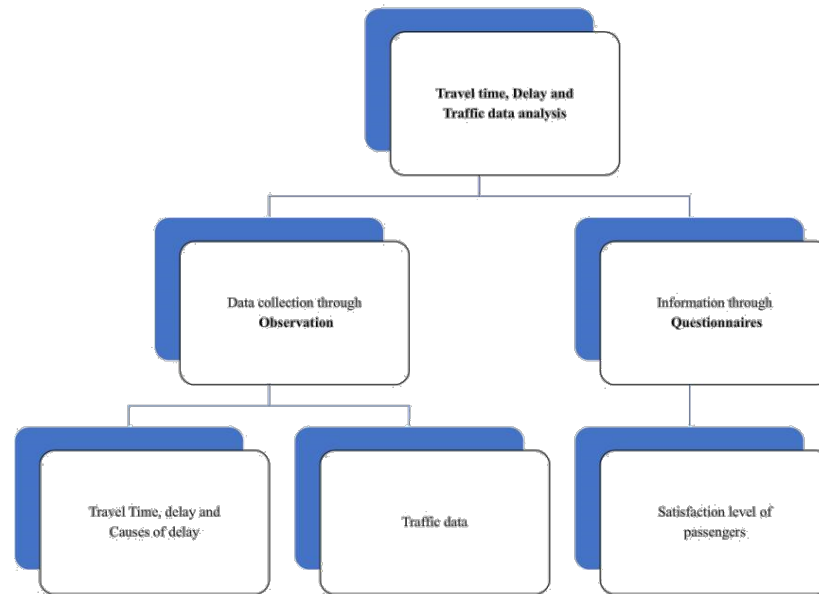 Travel time, Delay and
Traffic data analysis
Data collection through
Observation
Information through
Questionnaires
Travel Time, delay and
Causes of delay
Traffic data
Satisfaction level of
passengers